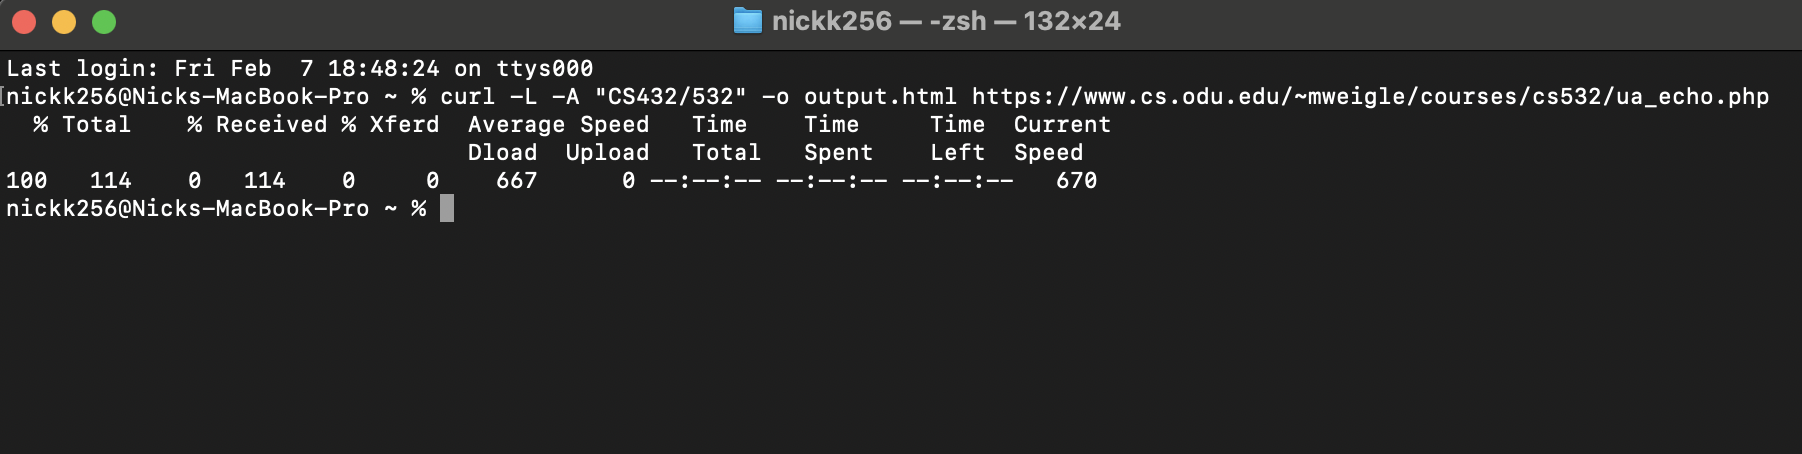 nickk256 — -zsh — 132×24
Last login: Fri Feb  7 18:48:24 on ttys000
nickk256@Nicks-MacBook-Pro ~ % curl -L -A "CS432/532" -o output.html https://www.cs.odu.edu/~mweigle/courses/cs532/ua_echo.php
  % Total    % Received % Xferd  Average Speed   Time    Time     Time  Current
                                 Dload  Upload   Total   Spent    Left  Speed
100   114    0   114    0     0    667      0 --:--:-- --:--:-- --:--:--   670
nickk256@Nicks-MacBook-Pro ~ %